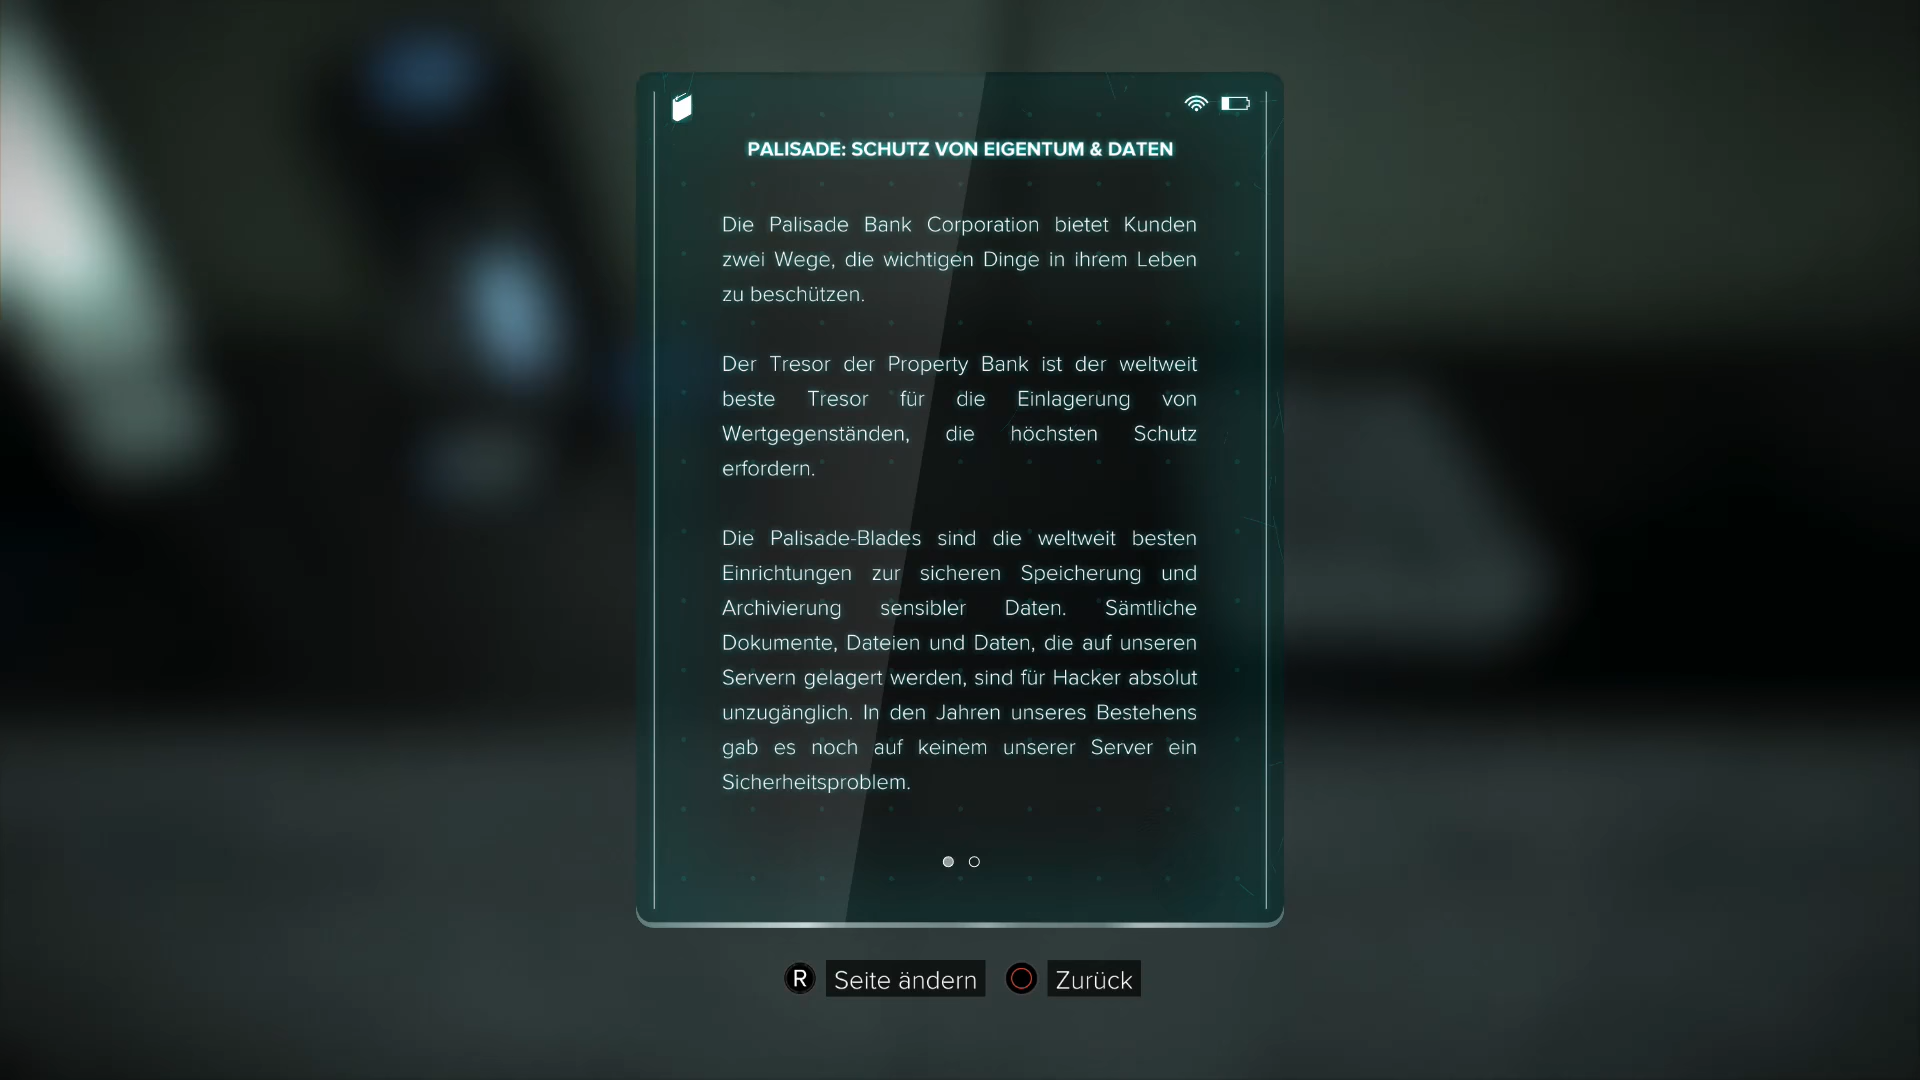 PALISADE: SCHUTZ VON EIGENTUM & DATEN
Die Palisade Bank Corporation bietet Kunden
zwei Wege, die wichtigen Dinge in ihrem Leben
zu beschützen.
Der Tresor der Property Bank ist der weltweit
beste Tresor für die Einlagerung von
Wertgegenständen, die höchsten Schutz
erfordern.
Die Palisade-Blades sind die weltweit besten
Einrichtungen zur sicheren Speicherung und
Archivierung sensibler Daten. Sämtliche
Dokumente, Dateien und Daten, die auf unseren
Servern gelagert werden, sind für Hacker absolut
unzugänglich. In den Jahren unseres Bestehens
gab es noch auf keinem unserer Server ein
Sicherheitsproblem.
R Seite ändern Zurück